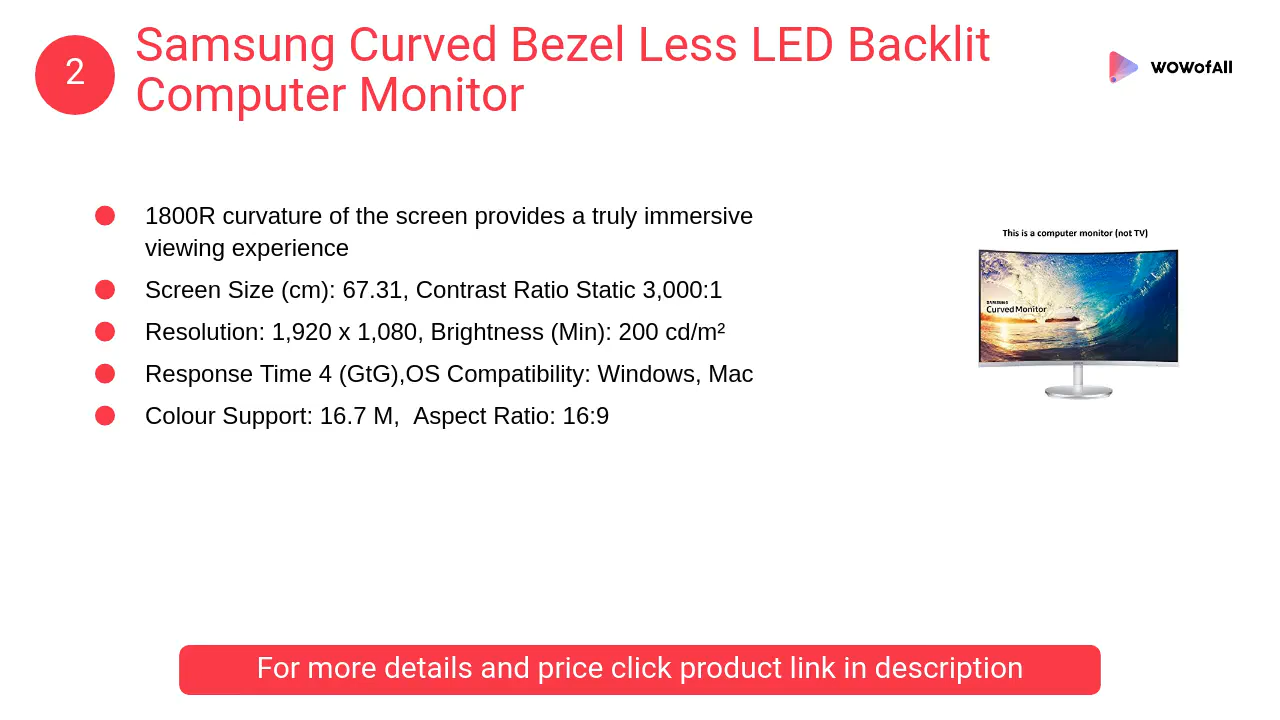 2
Samsung Curved Bezel Less LED Backlit
Computer Monitor
WOWofAll
1800R curvature of the screen provides a truly immersive
viewing experience
Screen Size (cm): 67.31, Contrast Ratio Static 3,000:1
Resolution: 1,920 x 1,080, Brightness (Min): 200 cd/m²
Response Time 4 (GtG),OS Compatibility: Windows, Mac
Colour Support: 16.7 M,  Aspect Ratio: 16:9
This is a computer monitor (not TV)
SAMSUNG
Curved Monitor
For more details and price click product link in description